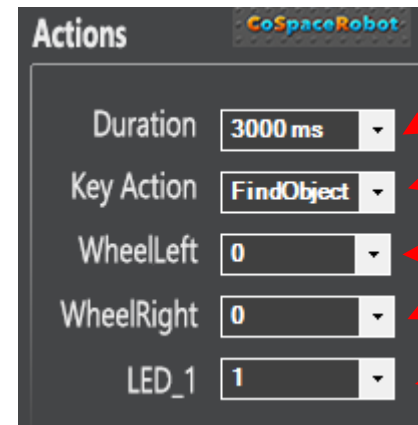 Actions
CoSpaceRobot
Duration 3000 ms
Key Action FindObject
WheelLeft 0
WheelRight 0
LED_1 1